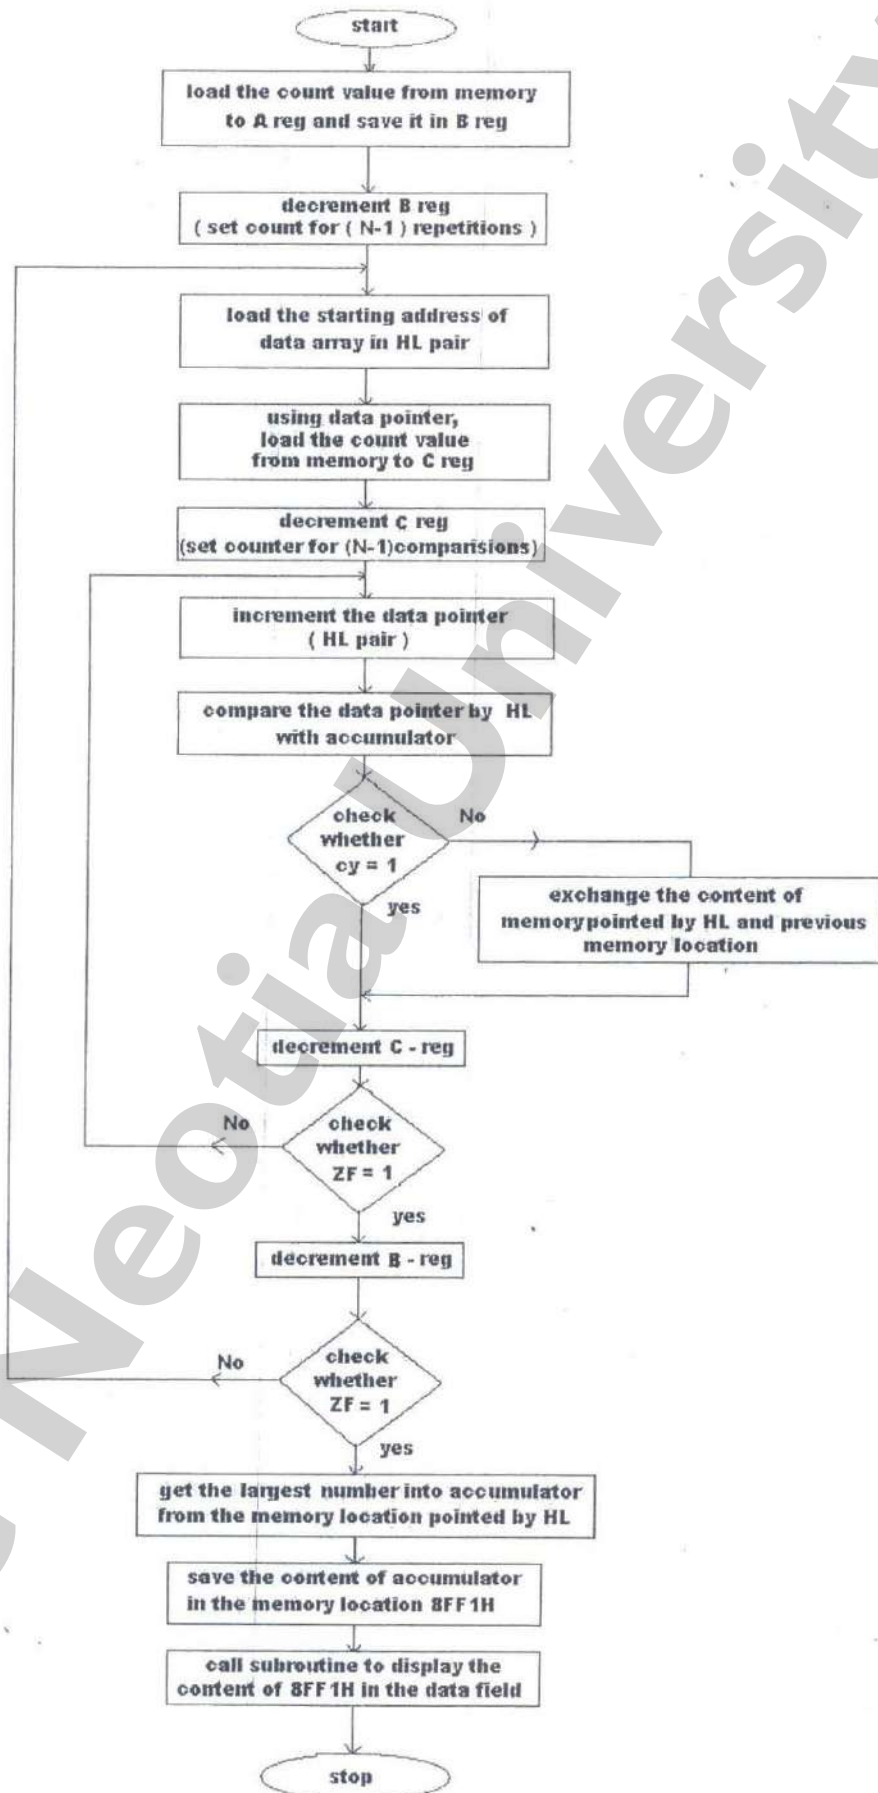 start
load the count value from memory
to A reg and save it in B reg
decrement B reg
( set count for ( N-1 ) repetitions )
load the starting address of
data array in HL pair
using data pointer,
load the count value
from memory to C reg
decrement C reg
(set counter for (N-1)comparisions)
increment the data pointer
( HL pair )
compare the data pointer by HL
with accumulator
check
whether
cy = 1
No
yes
exchange the content of
memorypointed by HL and previous
memory location
decrement C - reg
check
whether
ZF = 1
No
yes
decrement B - reg
check
whether
ZF = 1
No
yes
get the largest number into accumulator
from the memory location pointed by HL
save the content of accumulator
in the memory location 8FF1H
call subroutine to display the
content of 8FF1H in the data field
stop
Neotia University